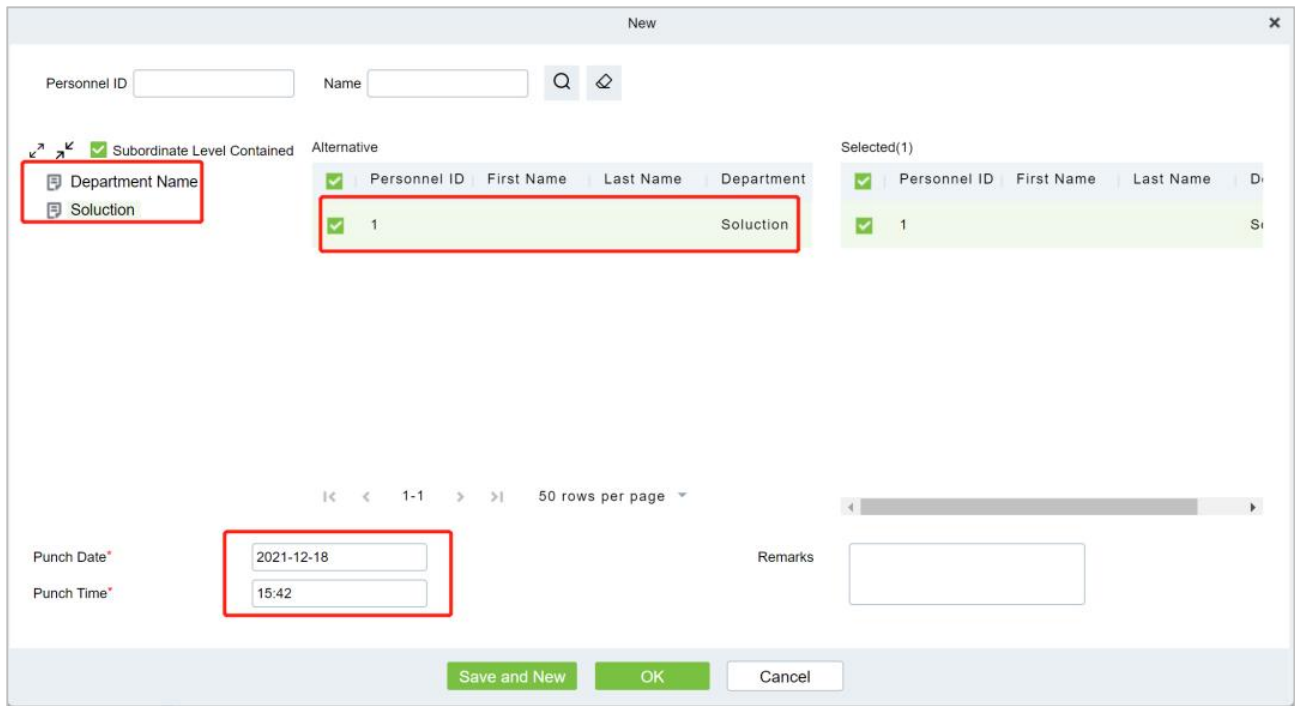 New
Personnel ID
Name
Subordinate Level Contained
Alternative
Selected(1)
Department Name
Soluction
Personnel ID First Name Last Name Department
1 Soluction
Personnel ID First Name Last Name D
1 S
1-1
50 rows per page
Punch Date*
2021-12-18
Remarks
Punch Time*
15:42
Save and New
OK
Cancel